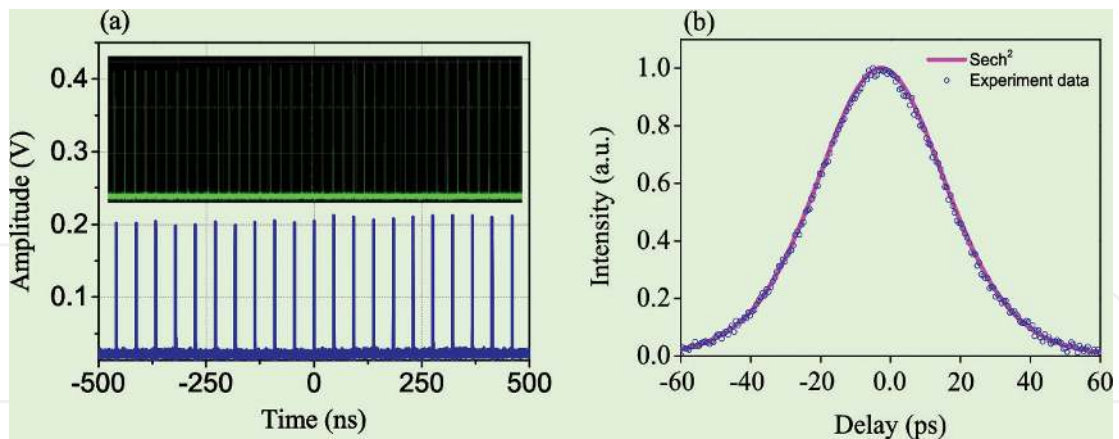 (a)
Amplitude (V)
0.4
0.3
0.2
0.1
-500
-250
0
250
500
Time (ns)
(b)
Intensity (a.u.)
1.0
0.8
0.6
0.4
0.2
0.0
Sech²
Experiment data
-60
-40
-20
0.0
20
40
60
Delay (ps)